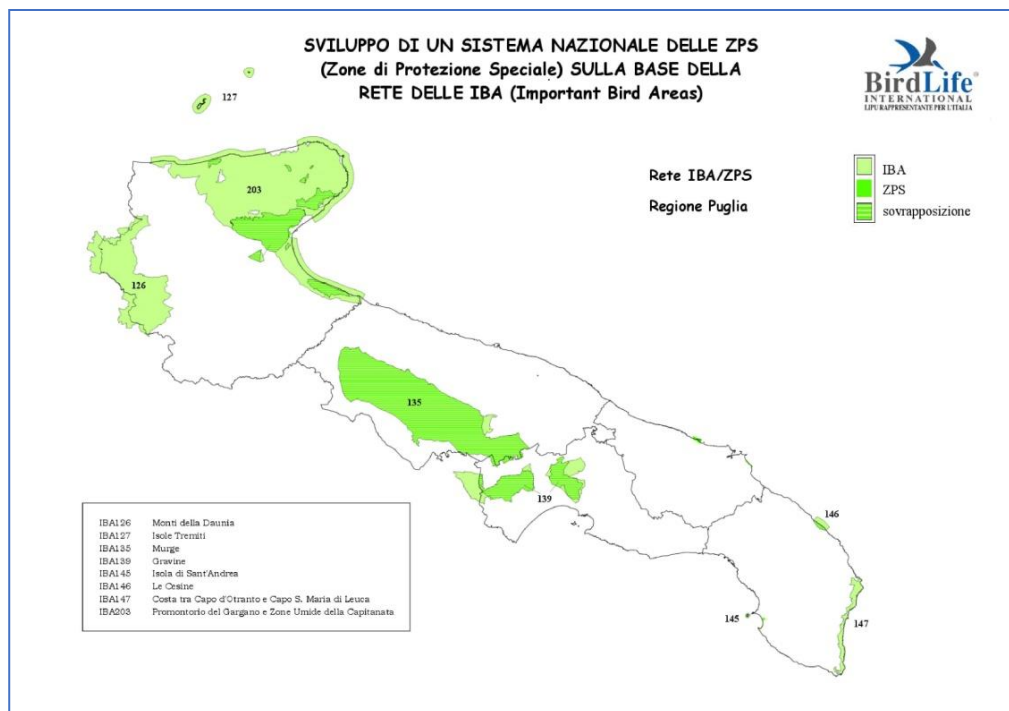 SVILUPPO DI UN SISTEMA NAZIONALE DELLE ZPS
(Zone di Protezione Speciale) SULLA BASE DELLA
RETE DELLE IBA (Important Bird Areas)
BirdLife®
INTERNATIONAL
LIPU RAPPRESENTANTE PER L'ITALIA
Rete IBA/ZPS
Regione Puglia
IBA
ZPS
sovrapposizione
127
203
126
135
139
146
145
147
IBA126 Monti della Daunia
IBA127 Isole Tremiti
IBA135 Murge
IBA139 Gravine
IBA145 Isola di Sant'Andrea
IBA146 Le Cesine
IBA147 Costa tra Capo d'Otranto e Capo S. Maria di Leuca
IBA203 Promontorio del Gargano e Zone Umide della Capitanata